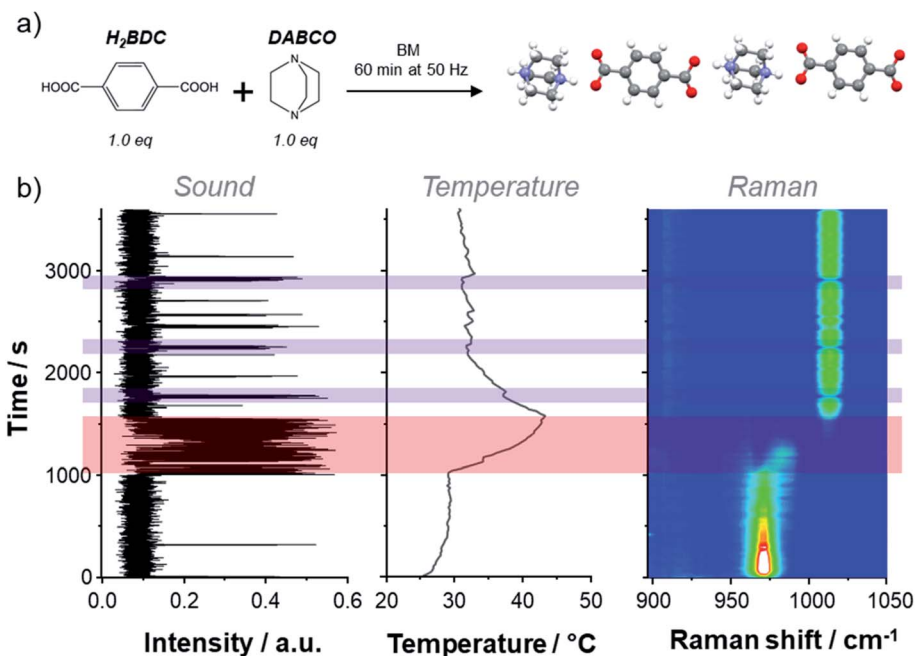 a)
H₂BDC
DABCO
BM
60 min at 50 Hz
HOOC
COOH
+
N
N
1.0 eq
1.0 eq
b)
Sound
Temperature
Raman
Time / s
3000
2000
1000
0
0.0 0.2 0.4 0.6
20 30 40 50
900 950 1000 1050
Intensity / a.u.
Temperature / °C
Raman shift / cm⁻¹